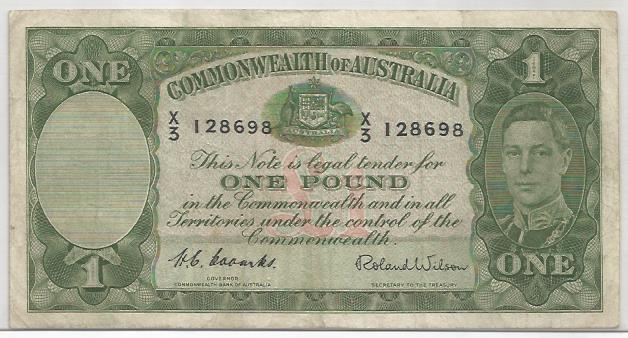 ONE
1
COMMONWEALTH OF AUSTRALIA
AUSTRALIA
X/3 128698 X/3 128698
This Note is legal tender for
ONE POUND
in the Commonwealth and in all
Territories under the control of the
Commonwealth.
H.C. Coombs. Roland Wilson
GOVERNOR
COMMONWEALTH BANK OF AUSTRALIA SECRETARY TO THE TREASURY
1 ONE